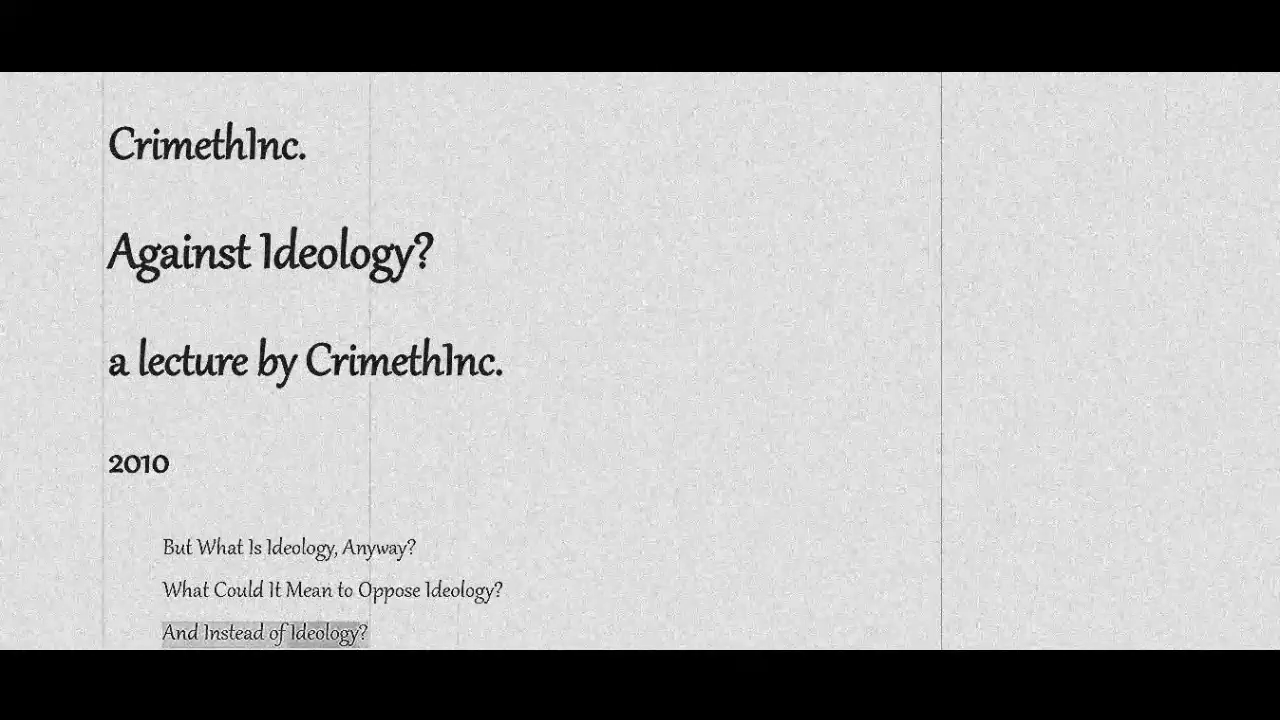 CrimethInc.
Against Ideology?
a lecture by CrimethInc.
2010
But What Is Ideology, Anyway?
What Could It Mean to Oppose Ideology?
And Instead of Ideology?